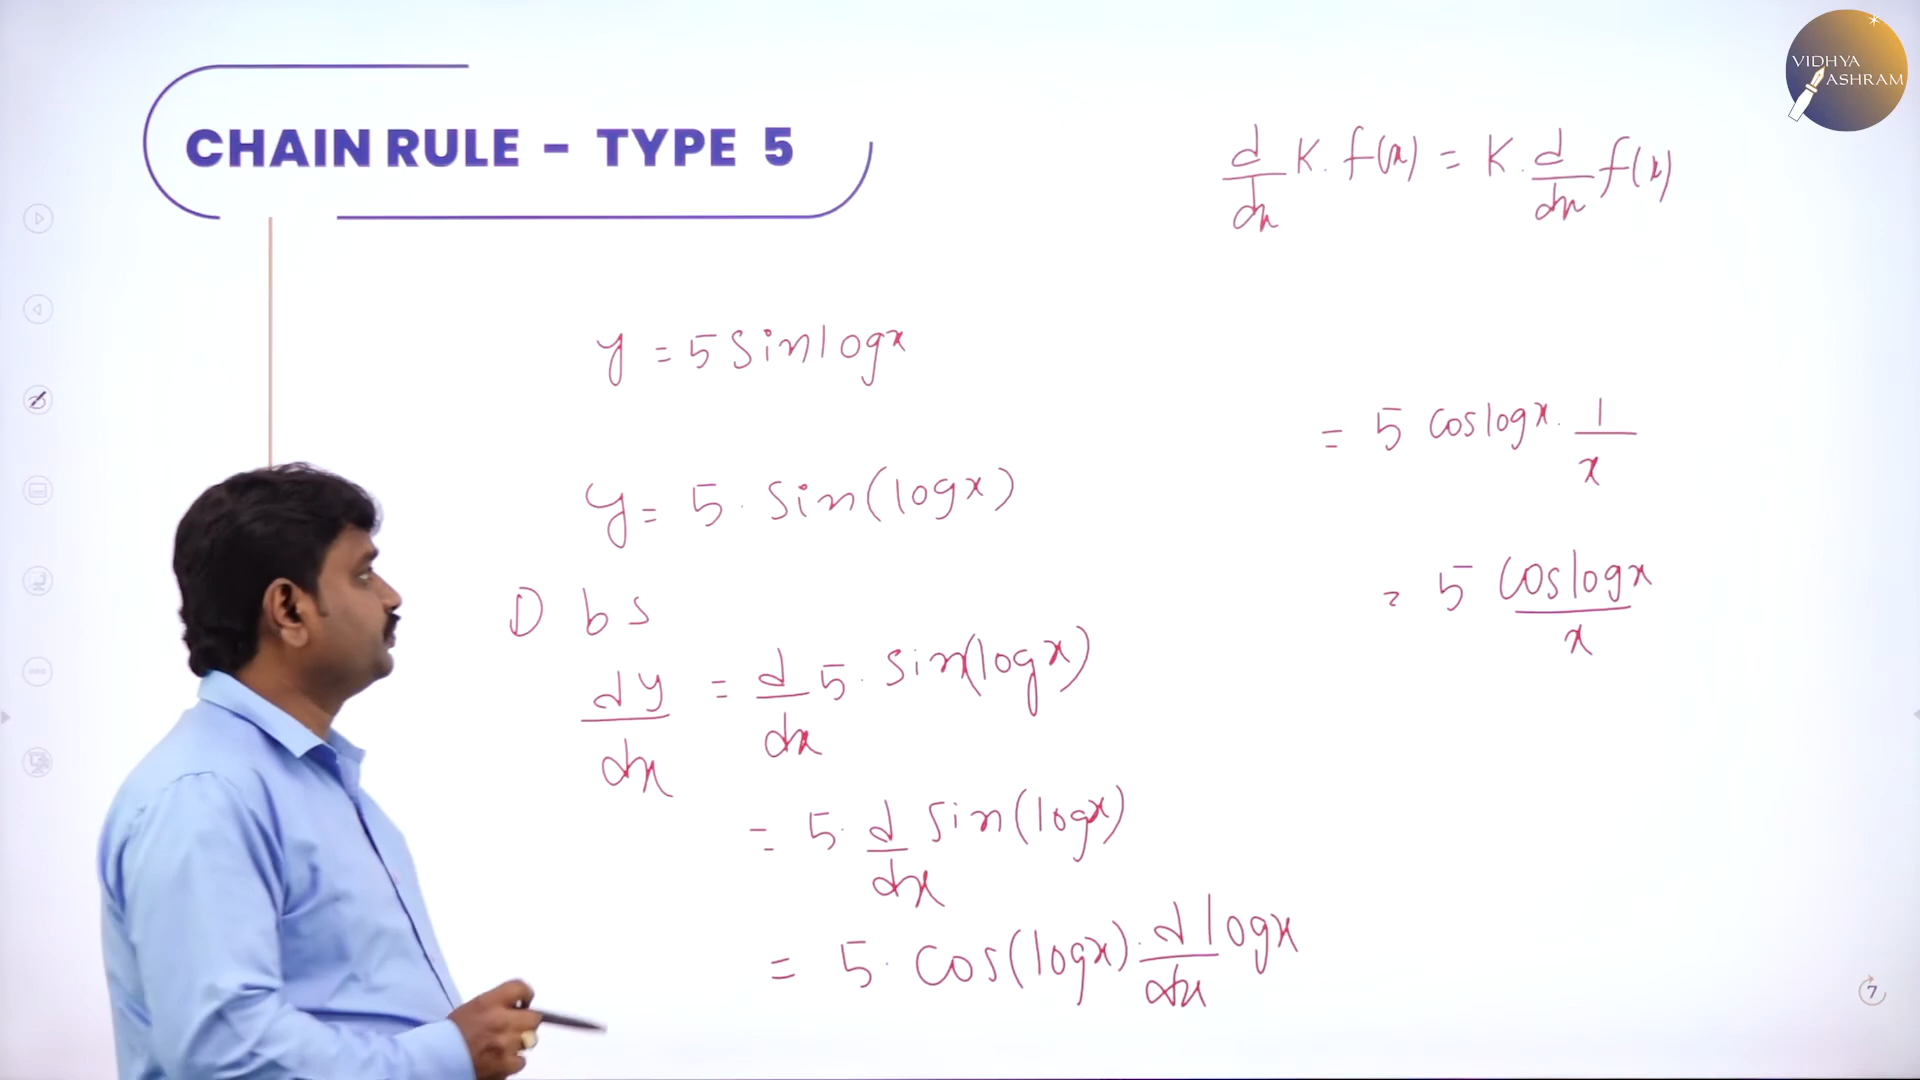 VIDHYA
ASHRAM
CHAIN RULE - TYPE 5
d/dx K. f(x) = K. d/dx f(x)
y = 5 sin log x
y = 5. sin(log x)
D b s
dy/dx = d/dx 5. sin(log x)
= 5. d/dx sin(log x)
= 5. cos(log x). d/dx log x
= 5 cos log x. 1/x
= 5 cos log x / x
7